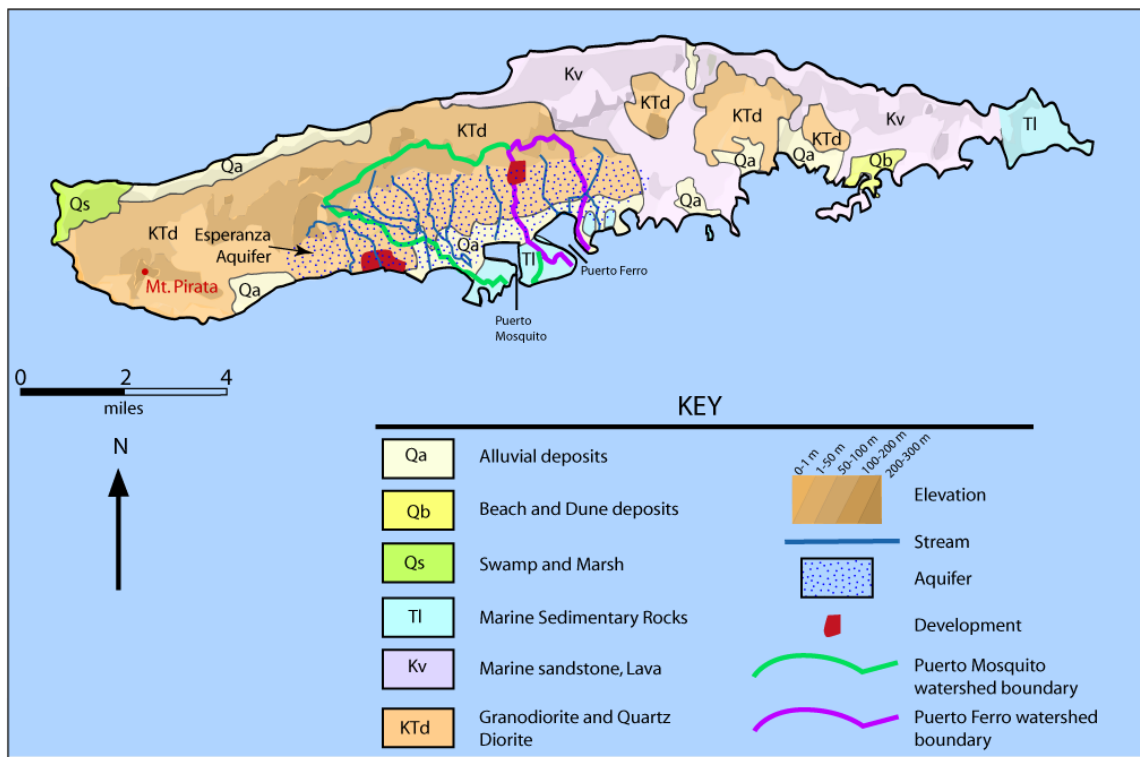 Kv
KTd
KTd
Kv
Tl
KTd
KTd
Qa
Qa
Qa
Qb
Qs
Qa
KTd
Esperanza
Aquifer
Qa
Tl
Mt. Pirata
Qa
Puerto Ferro
Puerto
Mosquito
0 2 4
miles
N
KEY
Qa Alluvial deposits
Qb Beach and Dune deposits
Qs Swamp and Marsh
Tl Marine Sedimentary Rocks
Kv Marine sandstone, Lava
KTd Granodiorite and Quartz
Diorite
0-1 m
1-50 m
50-100 m
100-200 m
200-300 m
Elevation
Stream
Aquifer
Development
Puerto Mosquito
watershed boundary
Puerto Ferro watershed
boundary